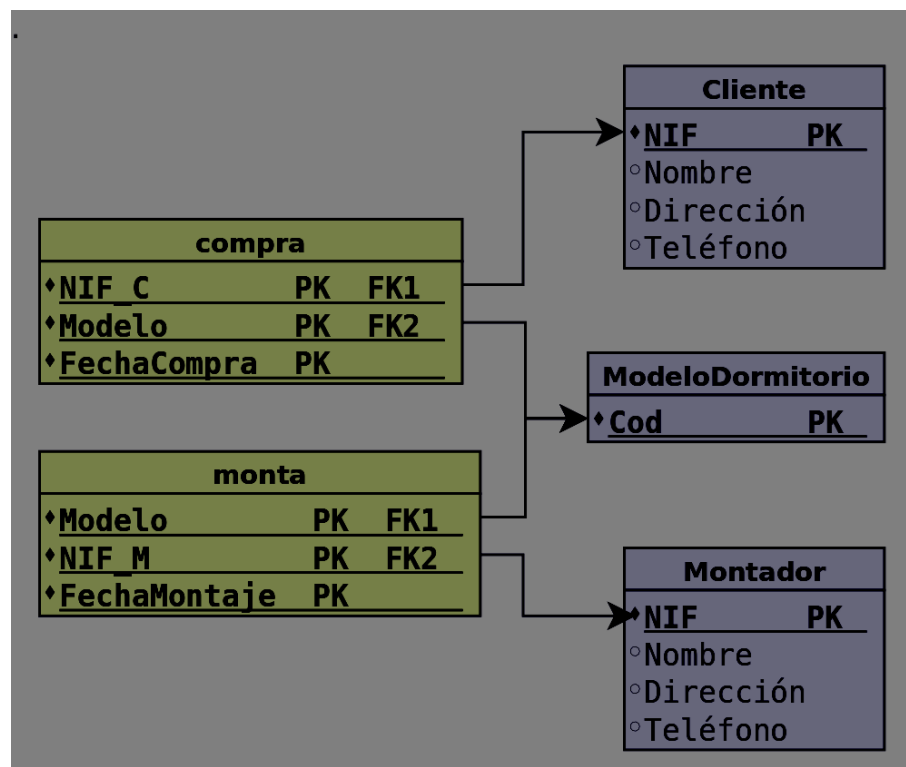 .
Cliente
NIF PK
Nombre
Dirección
Teléfono
compra
NIF_C PK FK1
Modelo PK FK2
FechaCompra PK
ModeloDormitorio
Cod PK
monta
Modelo PK FK1
NIF_M PK FK2
FechaMontaje PK
Montador
NIF PK
Nombre
Dirección
Teléfono